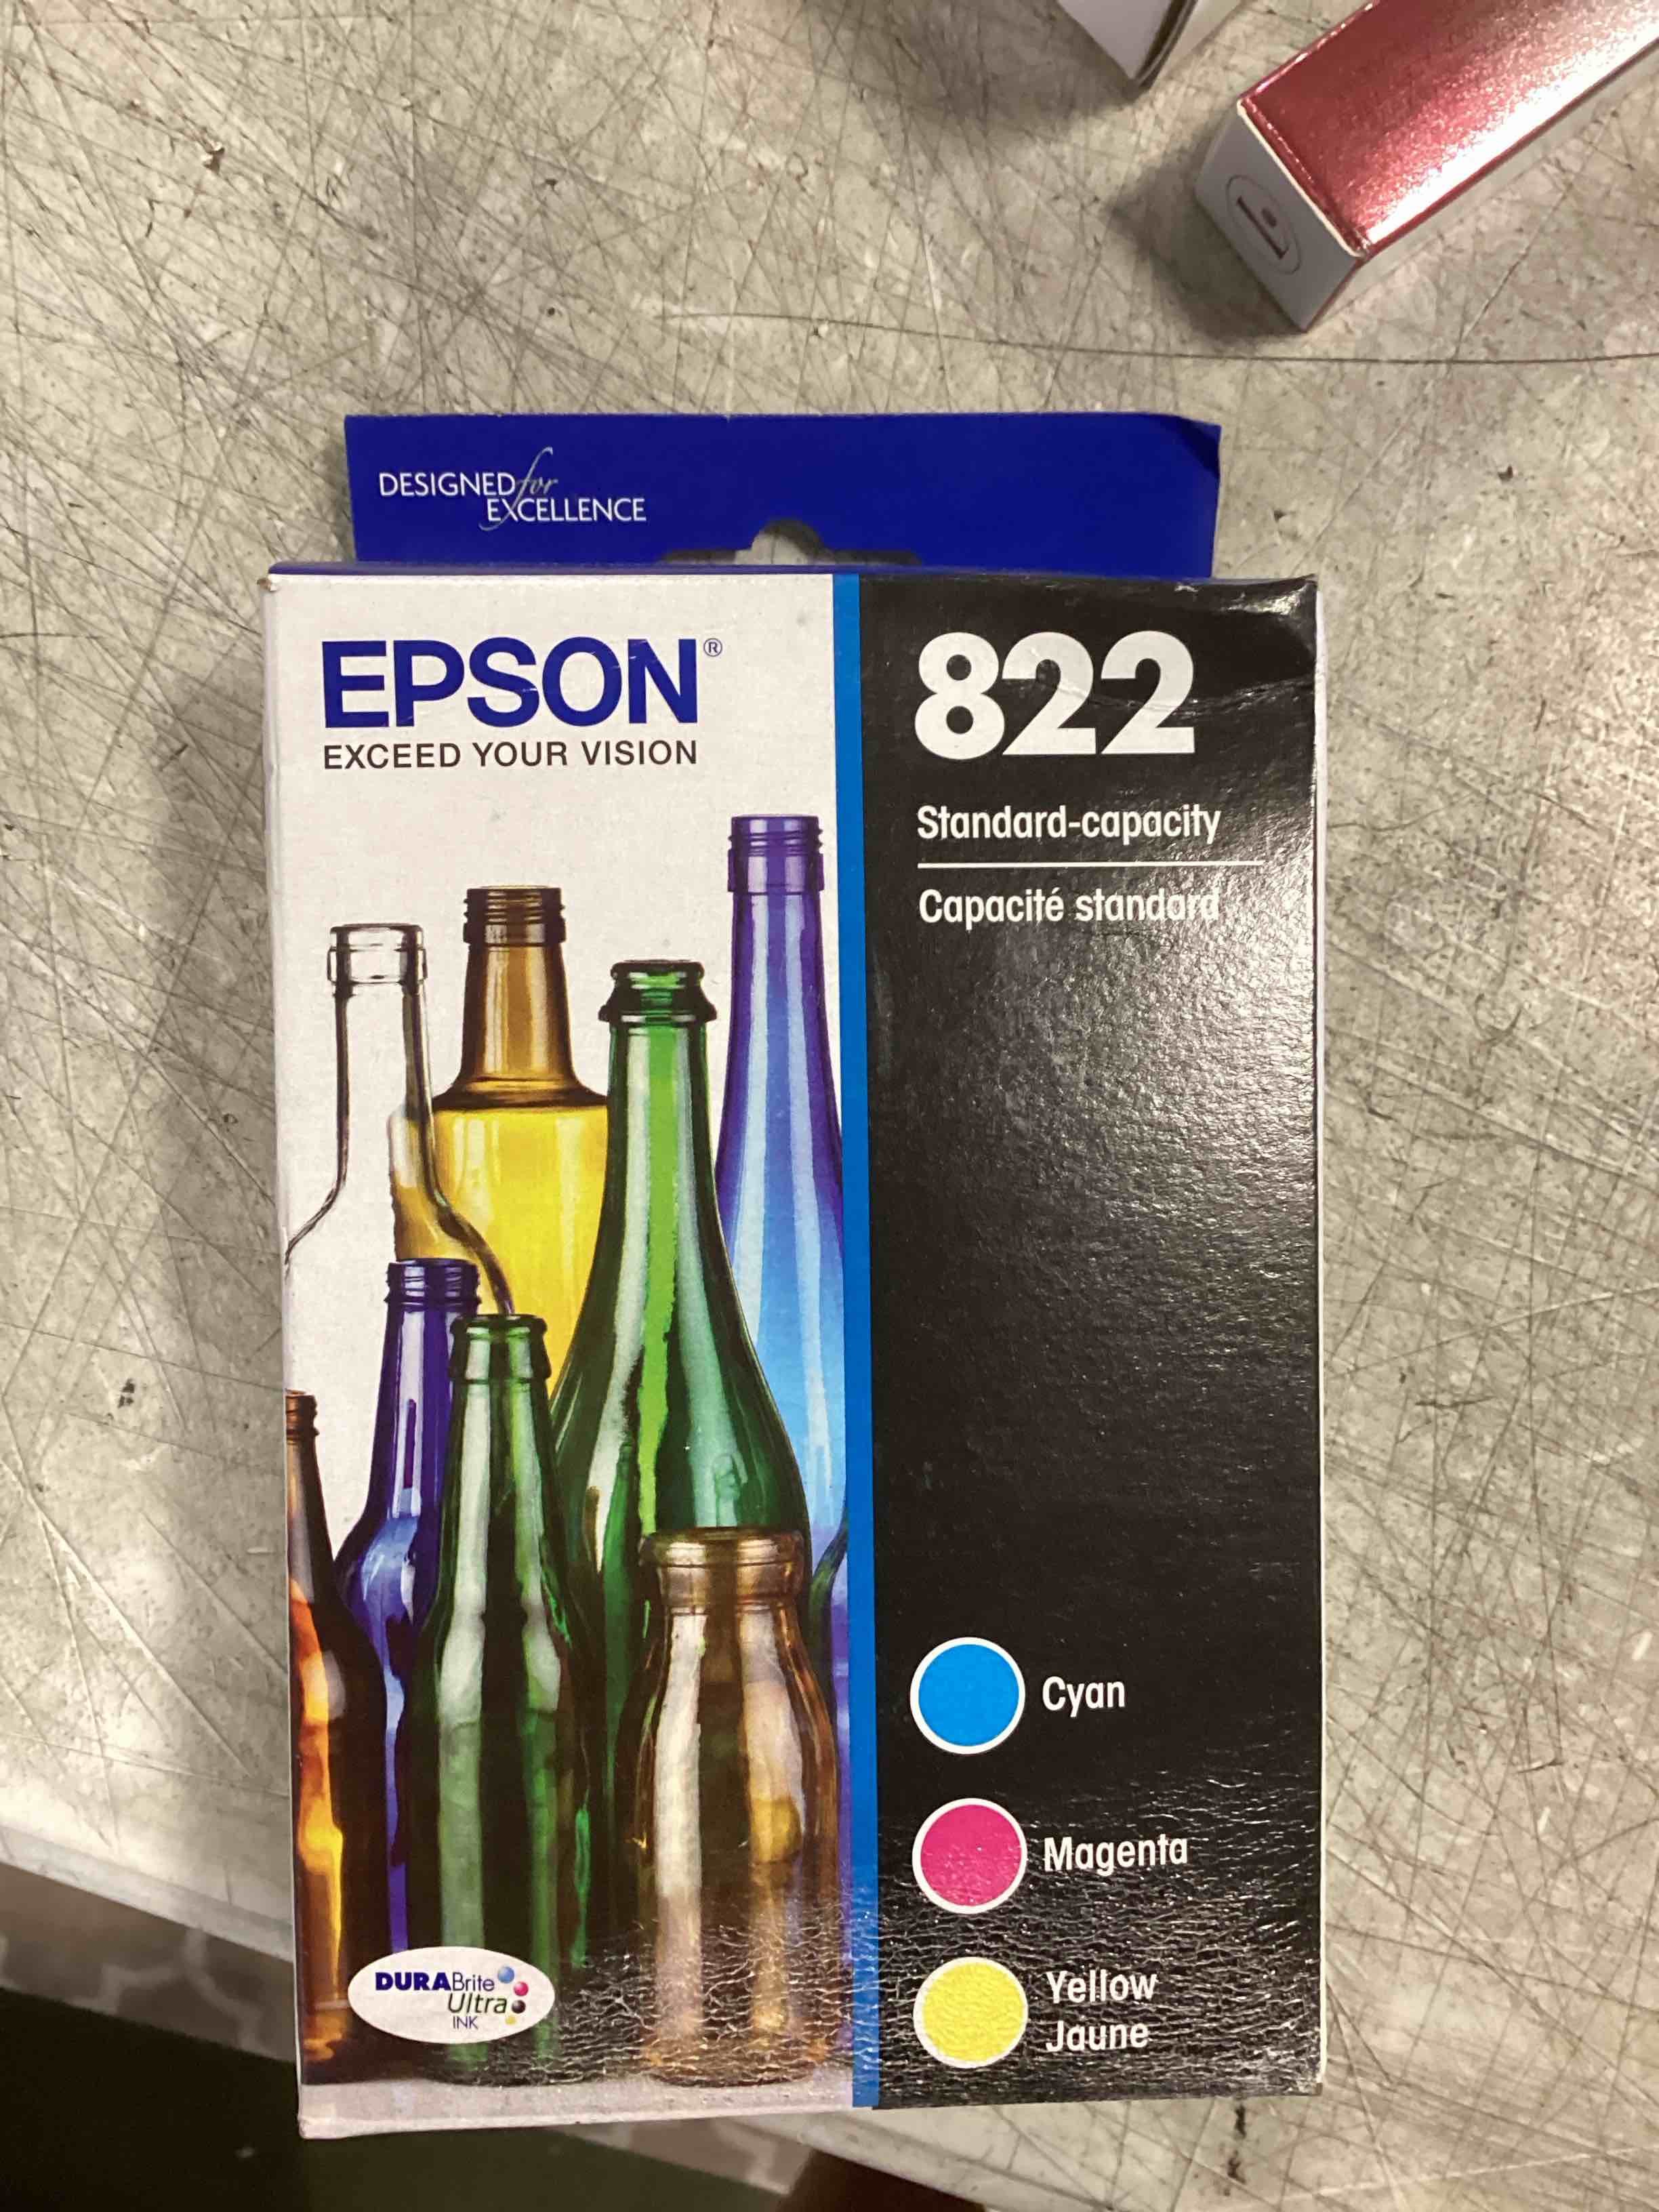 DESIGNED for
EXCELLENCE
EPSON®
EXCEED YOUR VISION
822
Standard-capacity
Capacité standard
Cyan
Magenta
Yellow
Jaune
DURABrite
Ultra
INK